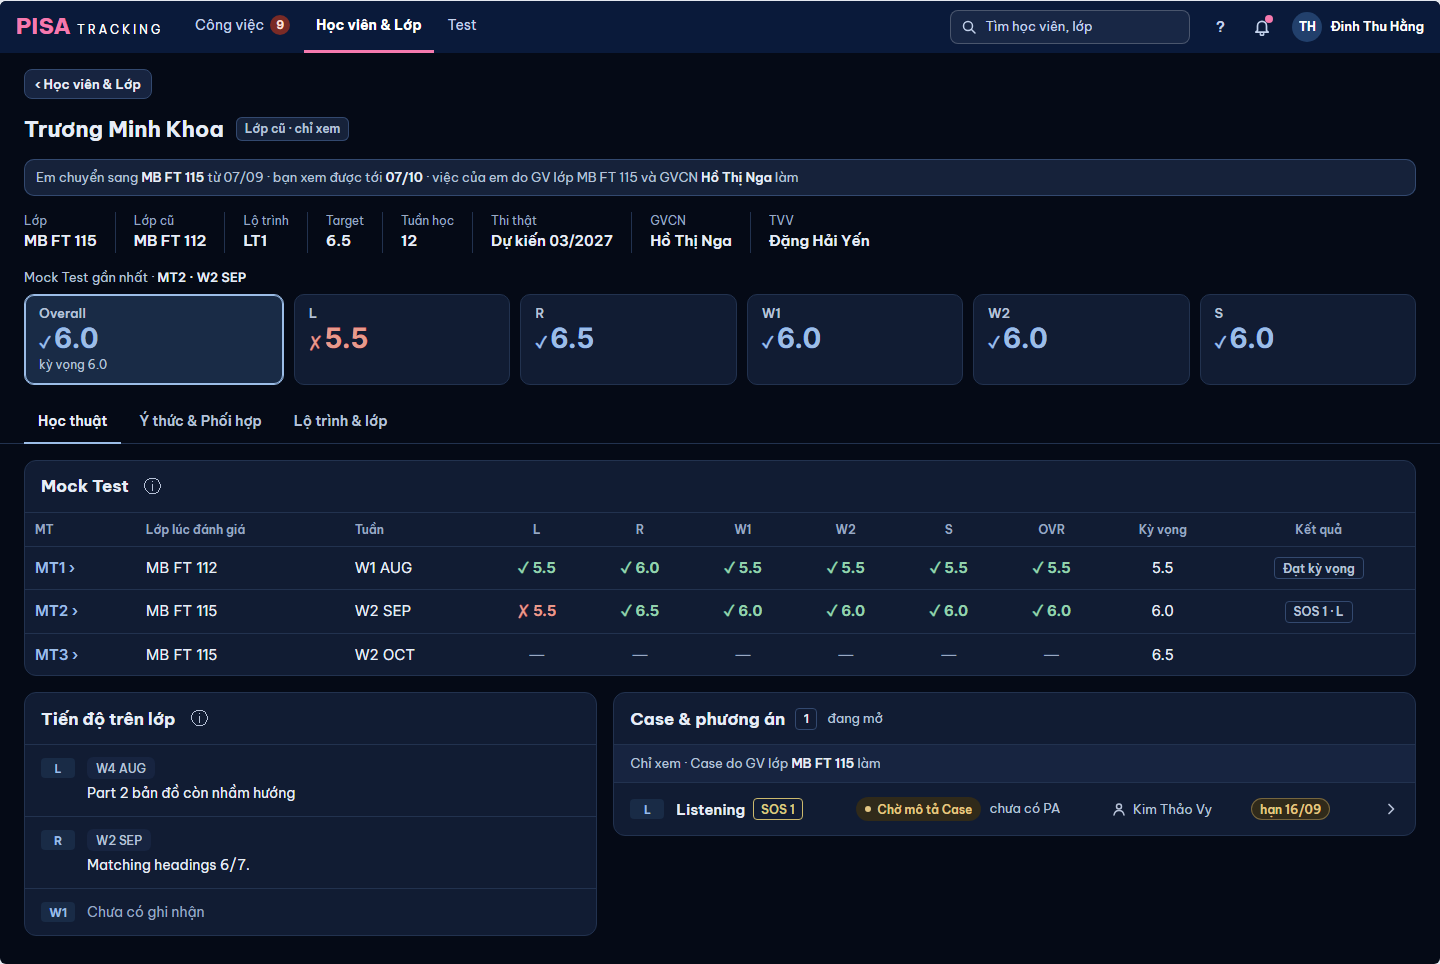 PISA TRACKING Công việc 9 Học viên & Lớp Test Tìm học viên, lớp ? TH Đinh Thu Hằng
‹ Học viên & Lớp
Trương Minh Khoa Lớp cũ · chỉ xem
Em chuyển sang MB FT 115 từ 07/09 · bạn xem được tới 07/10 · việc của em do GV lớp MB FT 115 và GVCN Hồ Thị Nga làm
Lớp Lớp cũ Lộ trình Target Tuần học Thi thật GVCN TVV
MB FT 115 MB FT 112 LT1 6.5 12 Dự kiến 03/2027 Hồ Thị Nga Đặng Hải Yến
Mock Test gần nhất · MT2 · W2 SEP
Overall L R W1 W2 S
✓6.0 ✗5.5 ✓6.5 ✓6.0 ✓6.0 ✓6.0
kỳ vọng 6.0
Học thuật Ý thức & Phối hợp Lộ trình & lớp
Mock Test ⓘ
MT Lớp lúc đánh giá Tuần L R W1 W2 S OVR Kỳ vọng Kết quả
MT1 › MB FT 112 W1 AUG ✓ 5.5 ✓ 6.0 ✓ 5.5 ✓ 5.5 ✓ 5.5 ✓ 5.5 5.5 Đạt kỳ vọng
MT2 › MB FT 115 W2 SEP ✗ 5.5 ✓ 6.5 ✓ 6.0 ✓ 6.0 ✓ 6.0 ✓ 6.0 6.0 SOS 1 · L
MT3 › MB FT 115 W2 OCT — — — — — — 6.5
Tiến độ trên lớp ⓘ
L W4 AUG
Part 2 bản đồ còn nhầm hướng
R W2 SEP
Matching headings 6/7.
W1 Chưa có ghi nhận
Case & phương án 1 đang mở
Chỉ xem · Case do GV lớp MB FT 115 làm
L Listening SOS 1 Chờ mô tả Case chưa có PA Kim Thảo Vy hạn 16/09 ›